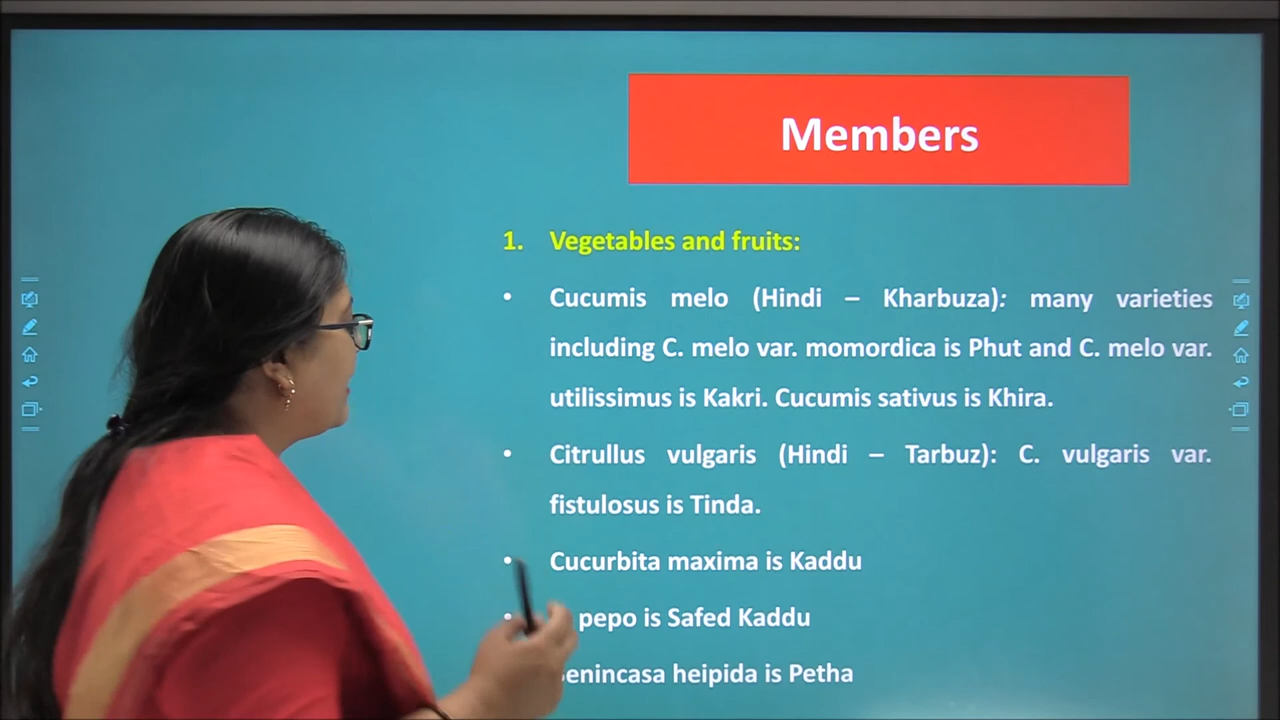 Members
1. Vegetables and fruits:
• Cucumis melo (Hindi – Kharbuza): many varieties
including C. melo var. momordica is Phut and C. melo var.
utilissimus is Kakri. Cucumis sativus is Khira.
• Citrullus vulgaris (Hindi – Tarbuz): C. vulgaris var.
fistulosus is Tinda.
• Cucurbita maxima is Kaddu
• pepo is Safed Kaddu
enincasa heipida is Petha